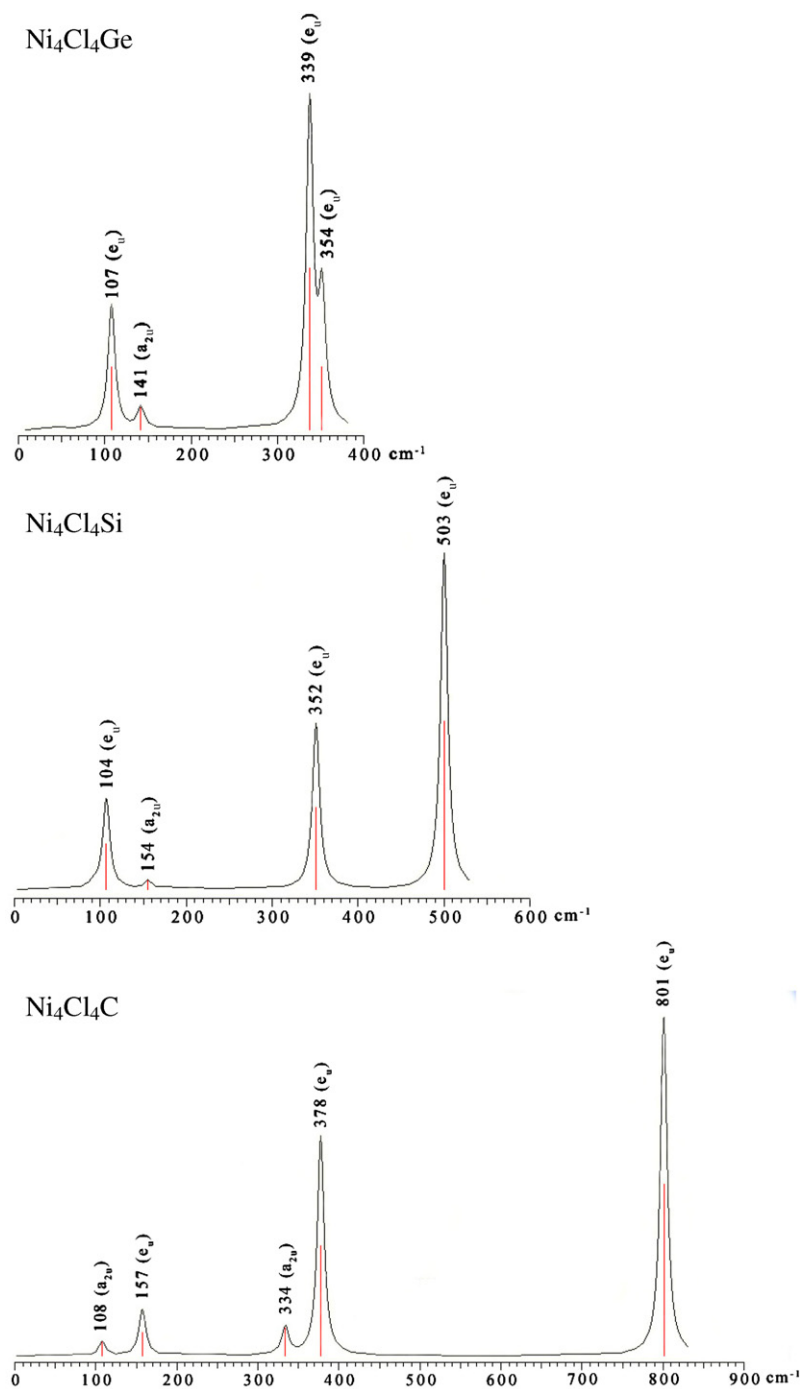 Ni₄Cl₄Ge
339 (eᵤ)
354 (eᵤ)
107 (eᵤ)
141 (a₂ᵤ)
0 100 200 300 400 cm⁻¹
Ni₄Cl₄Si
503 (eᵤ)
352 (eᵤ)
104 (eᵤ)
154 (a₂ᵤ)
0 100 200 300 400 500 600 cm⁻¹
Ni₄Cl₄C
801 (eᵤ)
378 (eᵤ)
334 (a₂ᵤ)
157 (eᵤ)
108 (a₂ᵤ)
0 100 200 300 400 500 600 700 800 900 cm⁻¹